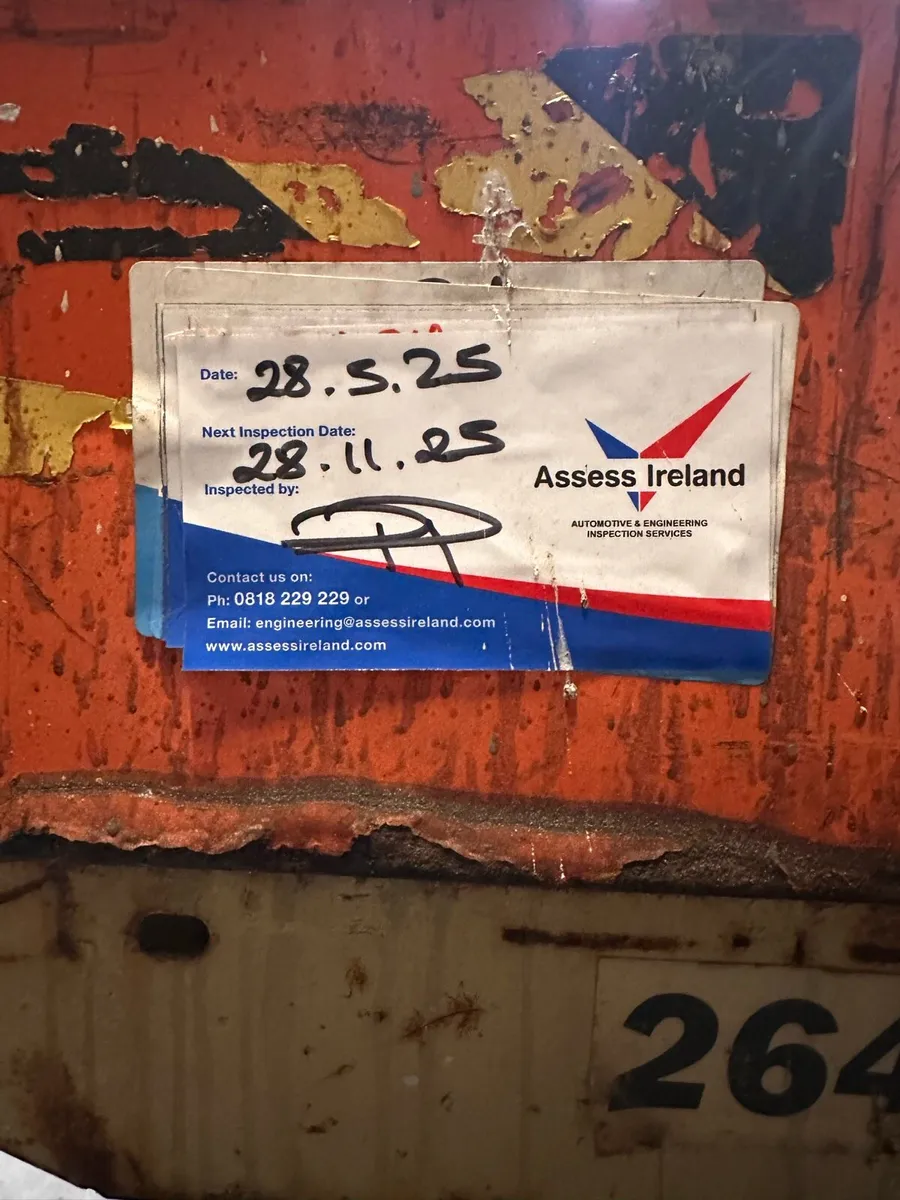 Date: 28.5.25
Next Inspection Date:
28.11.25
Inspected by:
Assess Ireland
AUTOMOTIVE & ENGINEERING
INSPECTION SERVICES
Contact us on:
Ph: 0818 229 229 or
Email: engineering@assessireland.com
www.assessireland.com
264